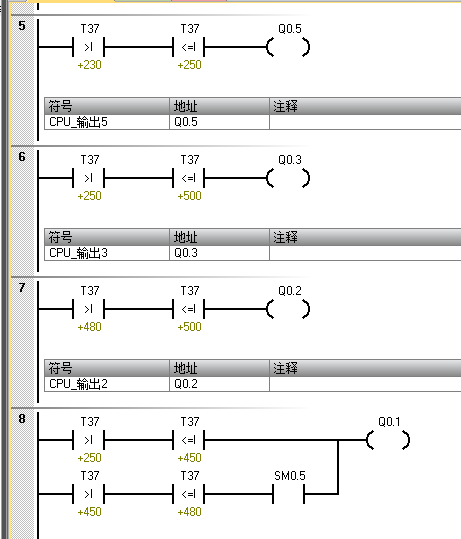 5
T37 T37 Q0.5
>I <=I
+230 +250
符号 地址 注释
CPU_输出5 Q0.5
6
T37 T37 Q0.3
>I <=I
+250 +500
符号 地址 注释
CPU_输出3 Q0.3
7
T37 T37 Q0.2
>I <=I
+480 +500
符号 地址 注释
CPU_输出2 Q0.2
8
T37 T37 Q0.1
>I <=I
+250 +450
T37 T37 SM0.5
>I <=I
+450 +480